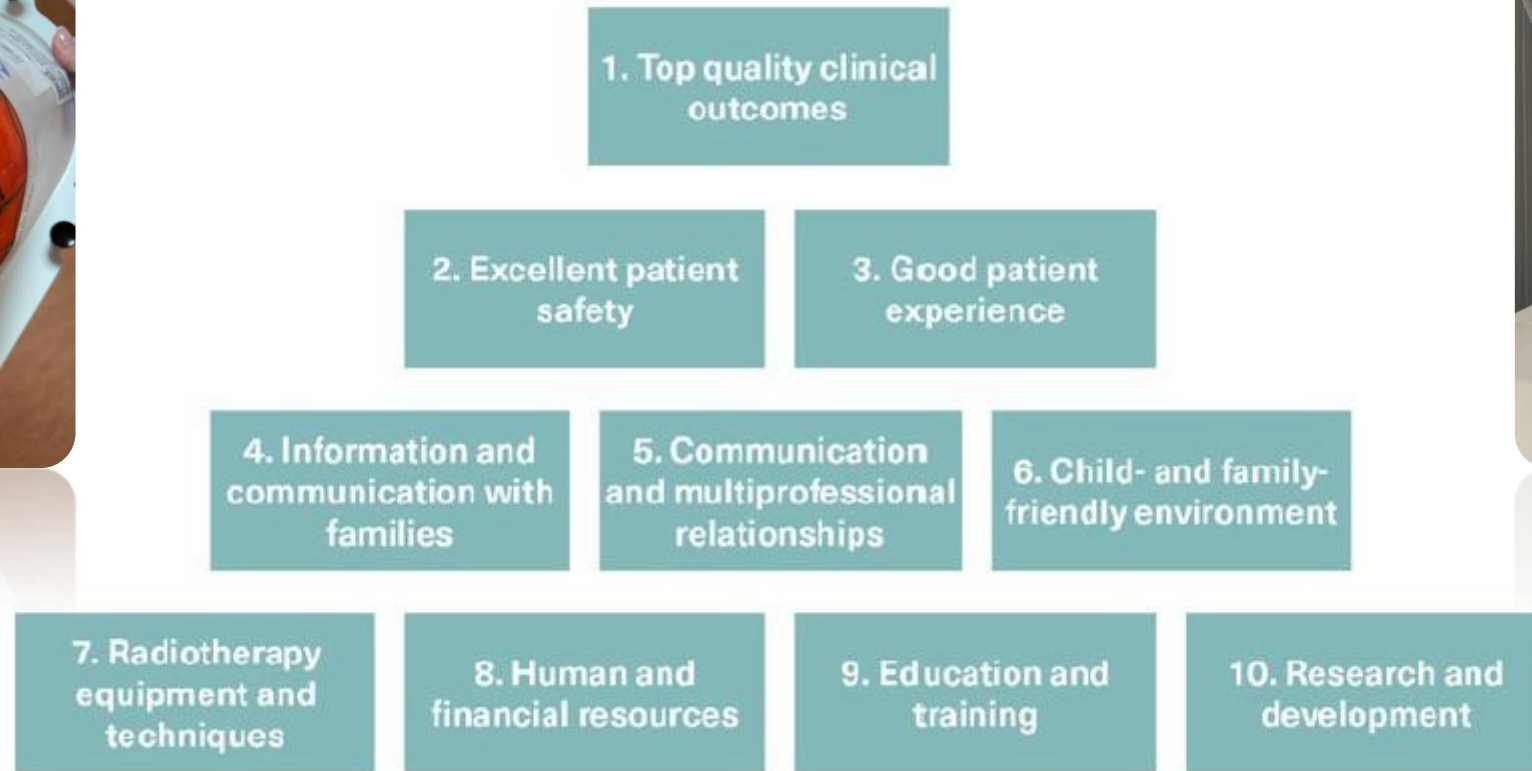 1. Top quality clinical
outcomes
2. Excellent patient
safety
3. Good patient
experience
4. Information and
communication with
families
5. Communication
and multiprofessional
relationships
6. Child- and family-
friendly environment
7. Radiotherapy
equipment and
techniques
8. Human and
financial resources
9. Education and
training
10. Research and
development